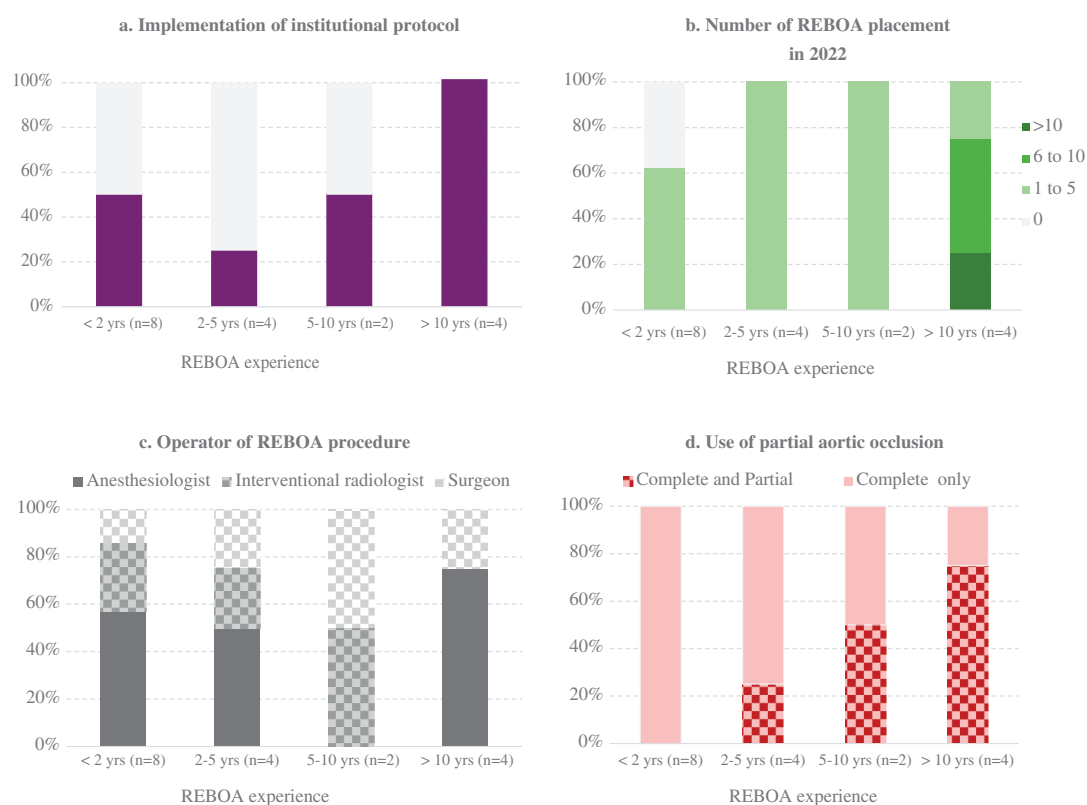 a. Implementation of institutional protocol
100%
80%
60%
40%
20%
0%
< 2 yrs (n=8) 2-5 yrs (n=4) 5-10 yrs (n=2) > 10 yrs (n=4)
REBOA experience
b. Number of REBOA placement
in 2022
100%
80%
60%
40%
20%
0%
>10
6 to 10
1 to 5
0
< 2 yrs (n=8) 2-5 yrs (n=4) 5-10 yrs (n=2) > 10 yrs (n=4)
REBOA experience
c. Operator of REBOA procedure
Anesthesiologist Interventional radiologist Surgeon
100%
80%
60%
40%
20%
0%
< 2 yrs (n=8) 2-5 yrs (n=4) 5-10 yrs (n=2) > 10 yrs (n=4)
REBOA experience
d. Use of partial aortic occlusion
Complete and Partial Complete only
100%
80%
60%
40%
20%
0%
< 2 yrs (n=8) 2-5 yrs (n=4) 5-10 yrs (n=2) > 10 yrs (n=4)
REBOA experience